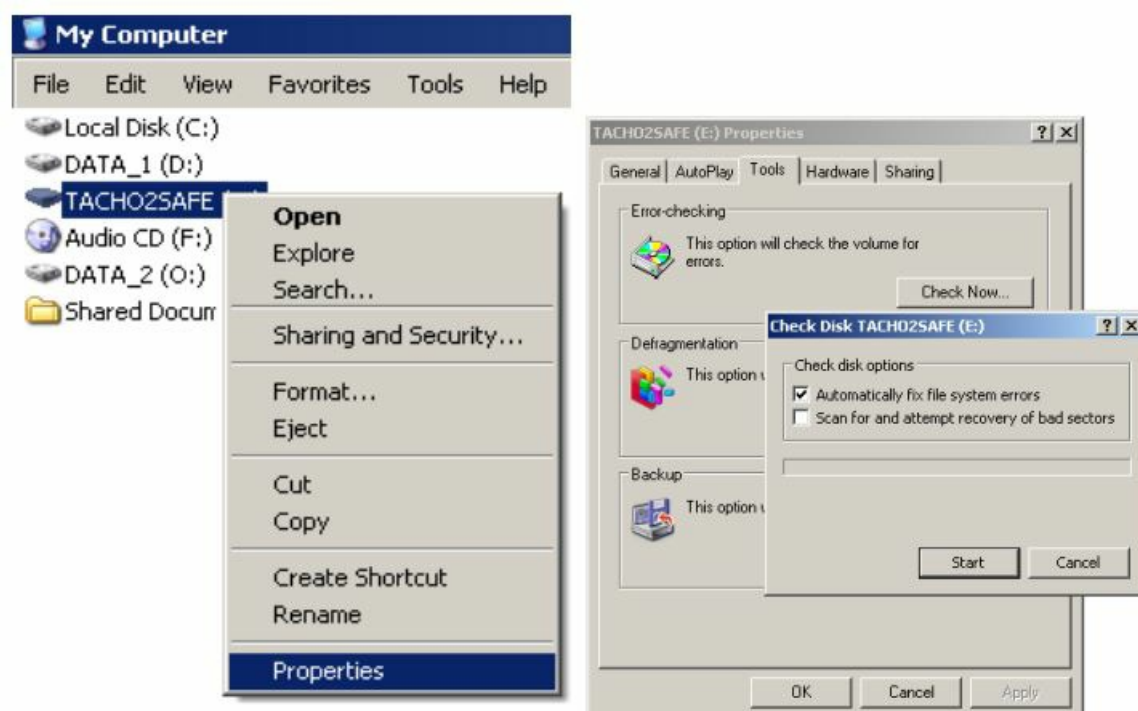 My Computer
File Edit View Favorites Tools Help
Local Disk (C:)
DATA_1 (D:)
TACHO2SAFE
Audio CD (F:)
DATA_2 (O:)
Shared
Open
Explore
Search...
Sharing and Security...
Format...
Eject
Cut
Copy
Create Shortcut
Rename
Properties
TACHO2SAFE (E:) Properties
General AutoPlay Tools Hardware Sharing
Error-checking
This option will check the volume for
errors.
Check Now...
Defragmentation
This option
Backup
This option
OK Cancel Apply
Check Disk TACHO2SAFE (E:)
Check disk options
Automatically fix file system errors
Scan for and attempt recovery of bad sectors
Start Cancel